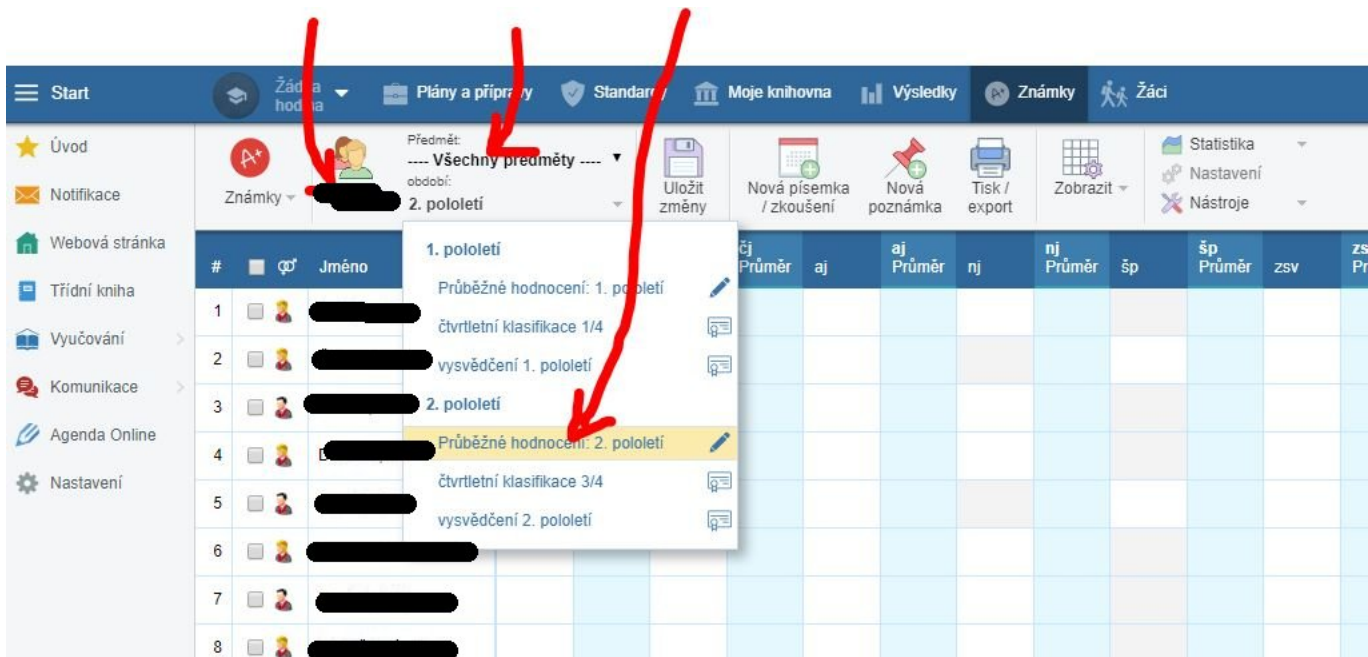 Start
Žádná
hodina
Plány a přípravy
Standardy
Moje knihovna
Výsledky
Známky
Žáci
Úvod
Notifikace
Webová stránka
Třídní kniha
Vyučování
Komunikace
Agenda Online
Nastavení
A+
Známky
Předmět:
---- Všechny předměty ----
období:
2. pololetí
Uložit
změny
Nová písemka
/ zkoušení
Nová
poznámka
Tisk /
export
Zobrazit
Statistika
Nastavení
Nástroje
# Jméno
čj
Průměr
aj
aj
Průměr
nj
nj
Průměr
šp
šp
Průměr
zsv
1. pololetí
Průběžné hodnocení: 1. pololetí
čtvrtletní klasifikace 1/4
vysvědčení 1. pololetí
2. pololetí
Průběžné hodnocení: 2. pololetí
čtvrtletní klasifikace 3/4
vysvědčení 2. pololetí
1
2
3
4
5
6
7
8